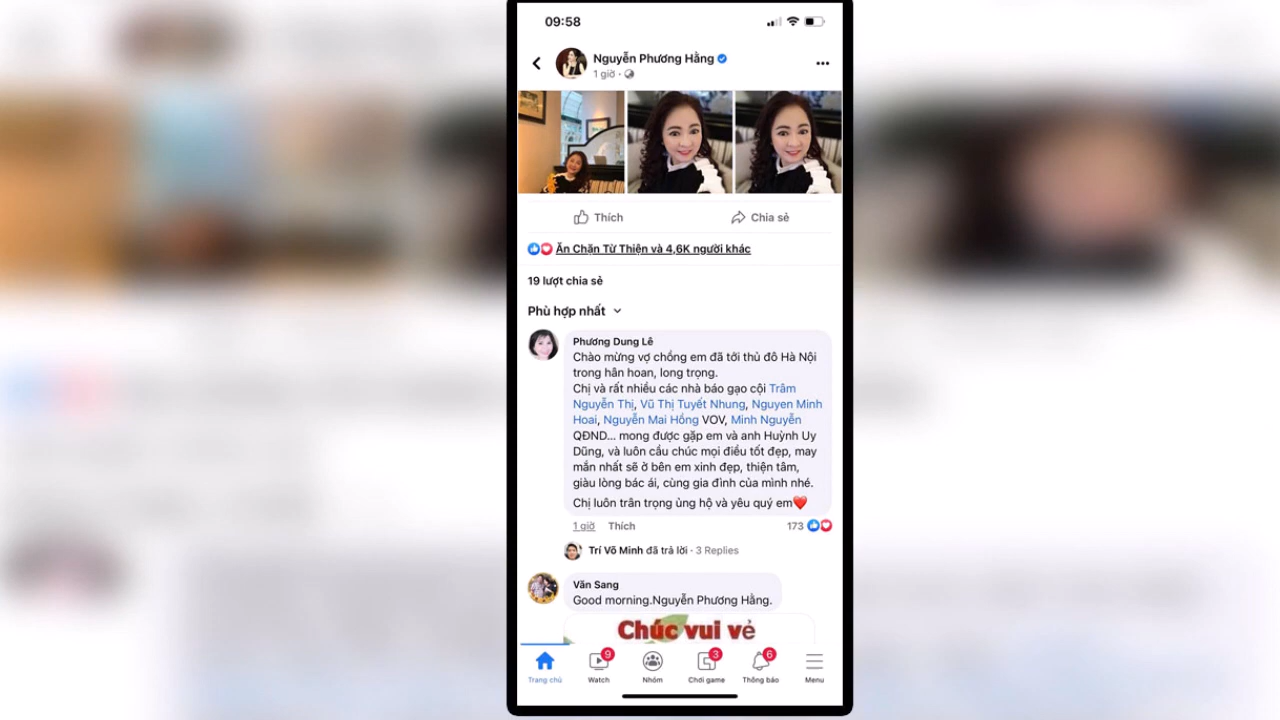 09:58
Nguyễn Phương Hằng
1 giờ ·
Thích
Chia sẻ
Ăn Chặn Từ Thiện và 4,6K người khác
19 lượt chia sẻ
Phù hợp nhất
Phương Dung Lê
Chào mừng vợ chồng em đã tới thủ đô Hà Nội
trong hân hoan, long trọng.
Chị và rất nhiều các nhà báo gạo cội Trâm
Nguyễn Thị, Vũ Thị Tuyết Nhung, Nguyen Minh
Hoai, Nguyễn Mai Hồng VOV, Minh Nguyễn
QĐND... mong được gặp em và anh Huỳnh Uy
Dũng, và luôn cầu chúc mọi điều tốt đẹp, may
mắn nhất sẽ ở bên em xinh đẹp, thiện tâm,
giàu lòng bác ái, cùng gia đình của mình nhé.
Chị luôn trân trọng ủng hộ và yêu quý em
1 giờ Thích 173
Trí Võ Minh đã trả lời · 3 Replies
Văn Sang
Good morning.Nguyễn Phương Hằng.
Chúc vui vẻ
9
3
6
Trang chủ
Watch
Nhóm
Chơi game
Thông báo
Menu